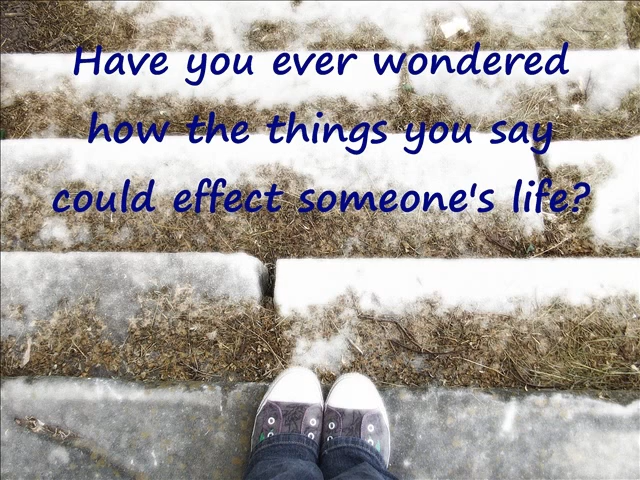 Have you ever wondered
how the things you say
could effect someone's life?